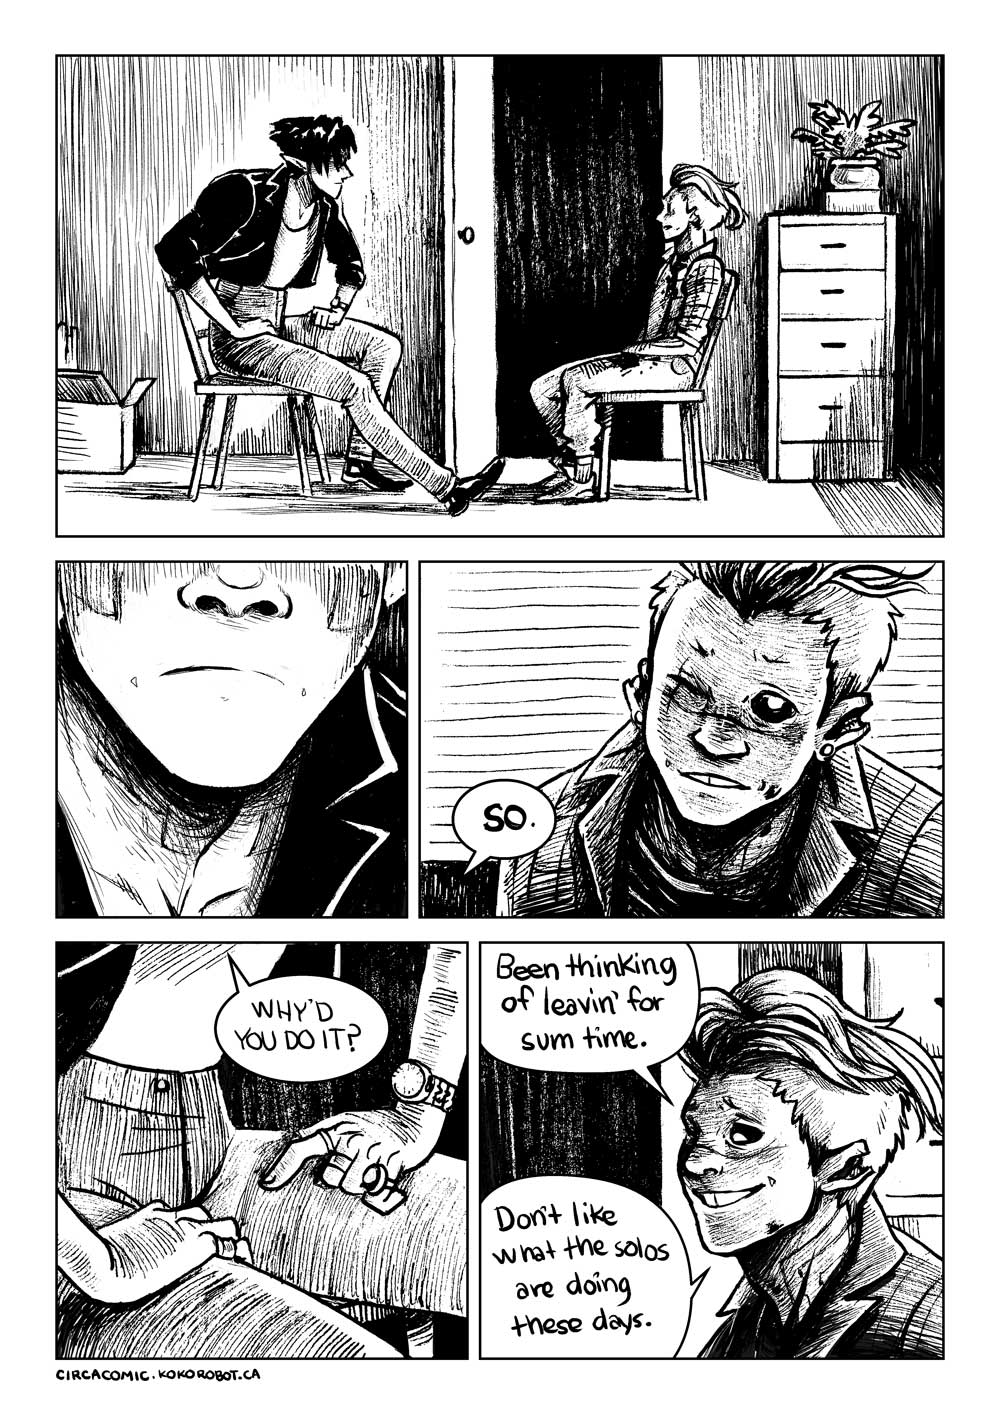 SO.
WHY'D
YOU DO IT?
Been thinking
of leavin' for
sum time.
Don't like
what the solos
are doing
these days.
CIRCACOMIC.KOKOROBOT.CA